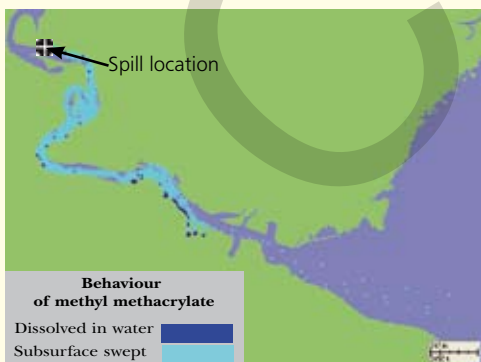 Spill location
Behaviour
of methyl methacrylate
Dissolved in water
Subsurface swept